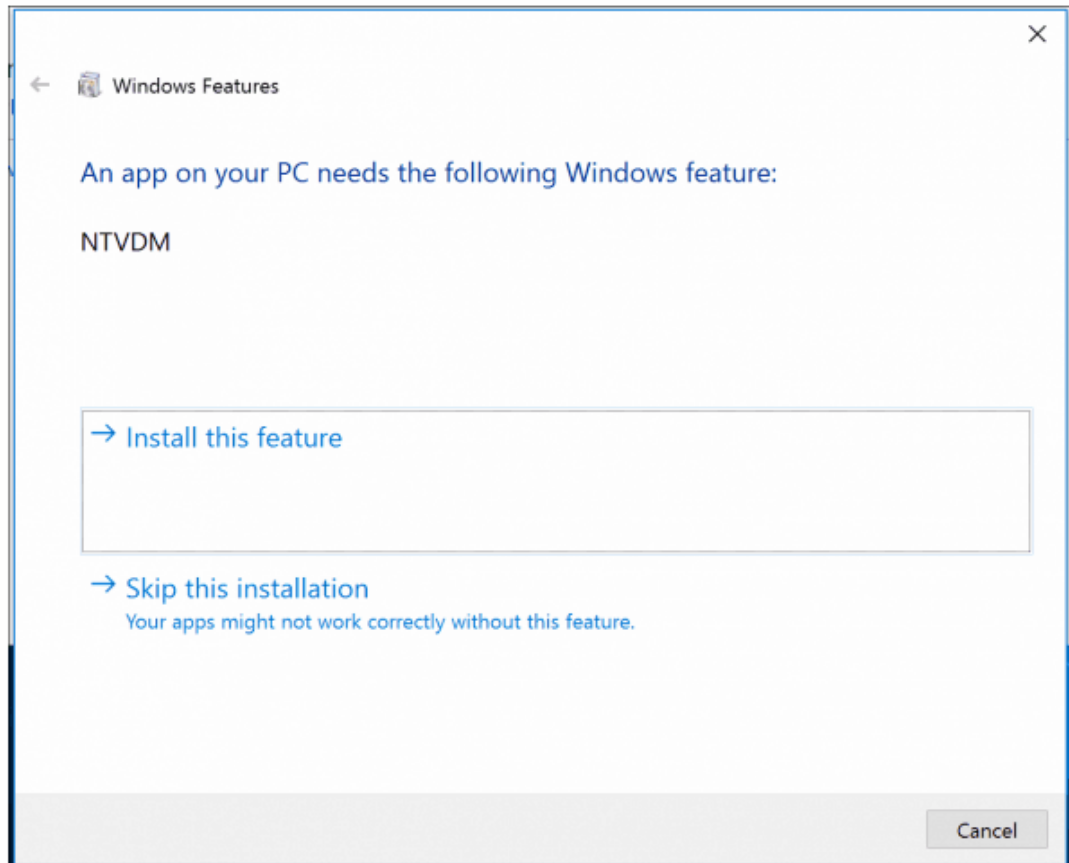 Windows Features
An app on your PC needs the following Windows feature:
NTVDM
Install this feature
Skip this installation
Your apps might not work correctly without this feature.
Cancel